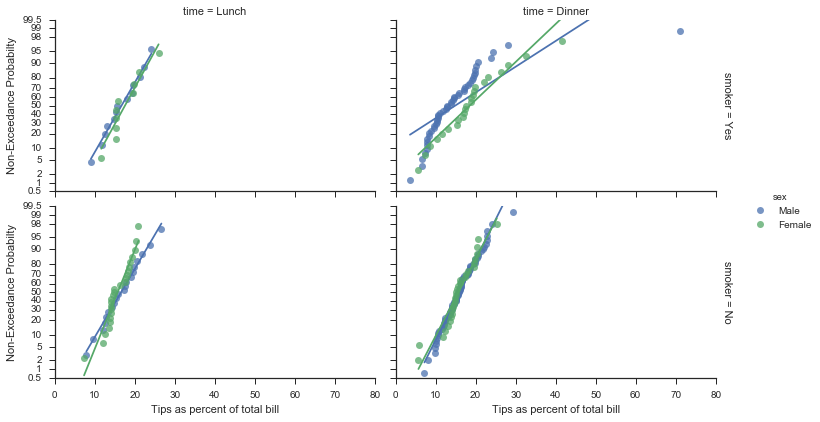 time = Lunch
time = Dinner
99.5
99
98
95
90
80
70
60
50
40
30
20
10
5
2
1
0.5
Non-Exceedance Probabilty
smoker = Yes
99.5
99
98
95
90
80
70
60
50
40
30
20
10
5
2
1
0.5
Non-Exceedance Probabilty
smoker = No
sex
Male
Female
0 10 20 30 40 50 60 70 80
0 10 20 30 40 50 60 70 80
Tips as percent of total bill
Tips as percent of total bill